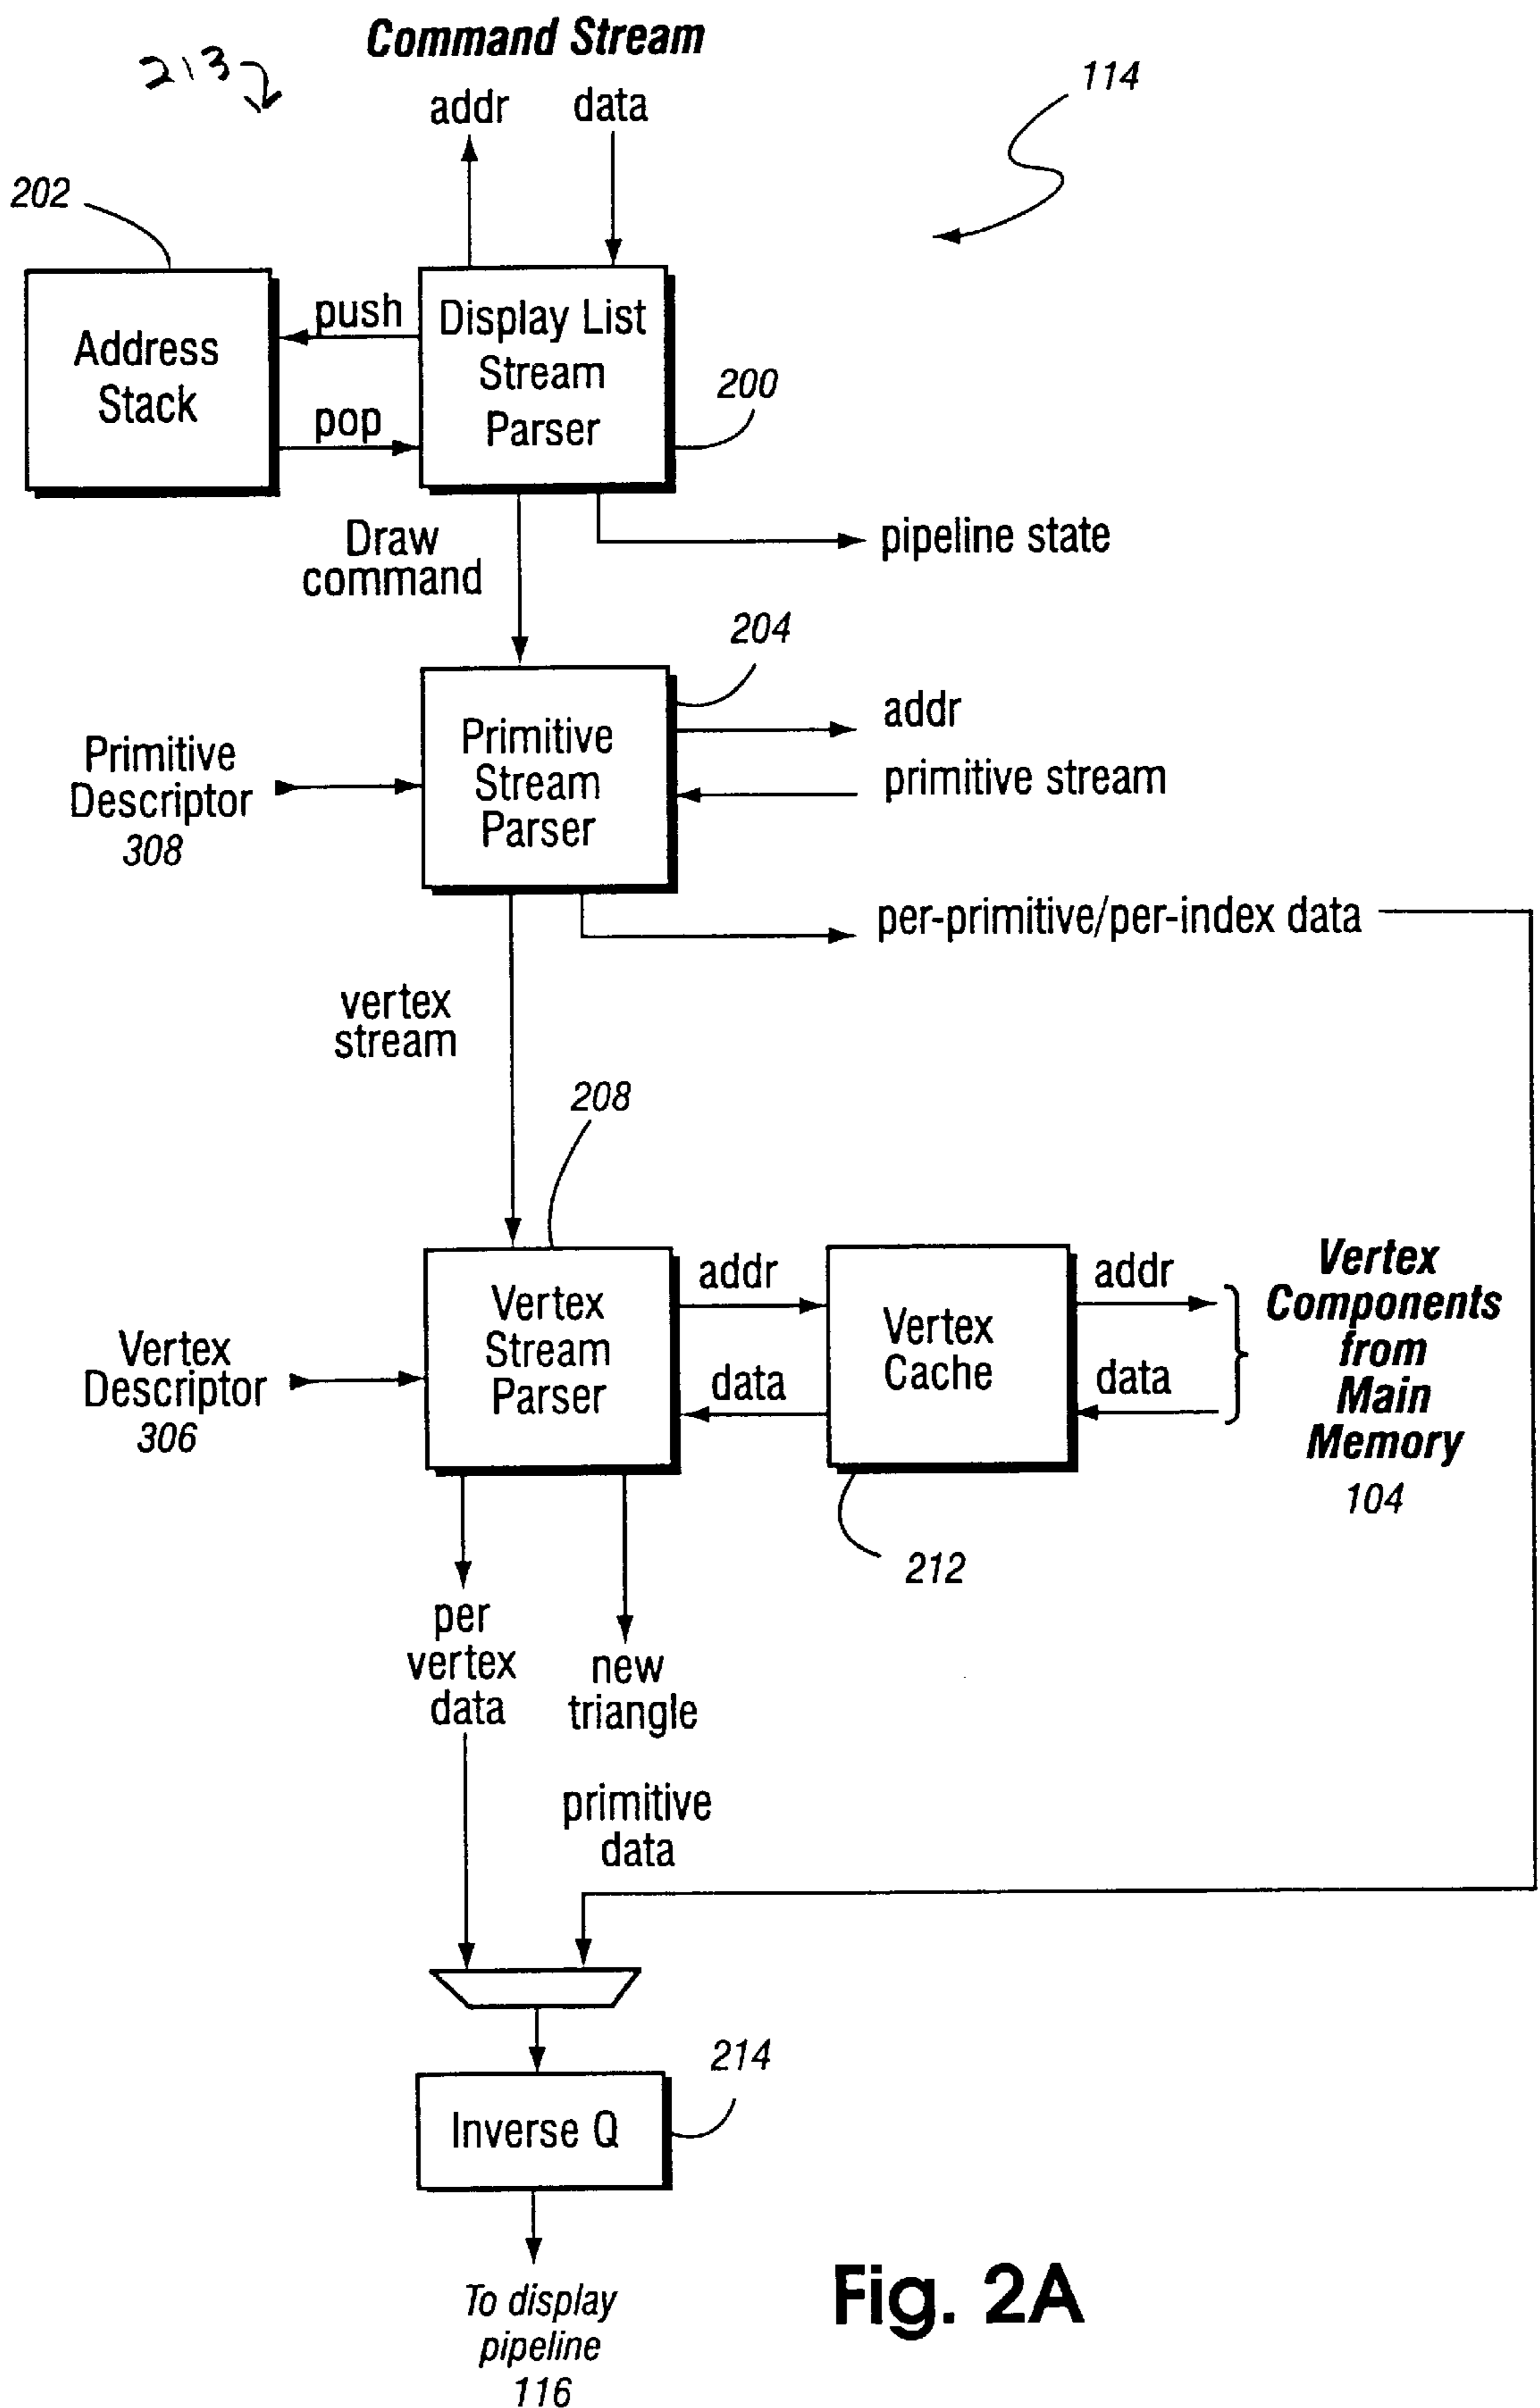 Command Stream
213
114
addr
data
202
Address
Stack
push
pop
Display List
Stream
Parser
200
Draw
command
pipeline state
204
Primitive
Descriptor
308
Primitive
Stream
Parser
addr
primitive stream
per-primitive/per-index data
vertex
stream
208
Vertex
Descriptor
306
Vertex
Stream
Parser
addr
data
Vertex
Cache
addr
data
Vertex
Components
from
Main
Memory
104
212
per
vertex
data
new
triangle
primitive
data
214
Inverse Q
To display
pipeline
116
Fig. 2A